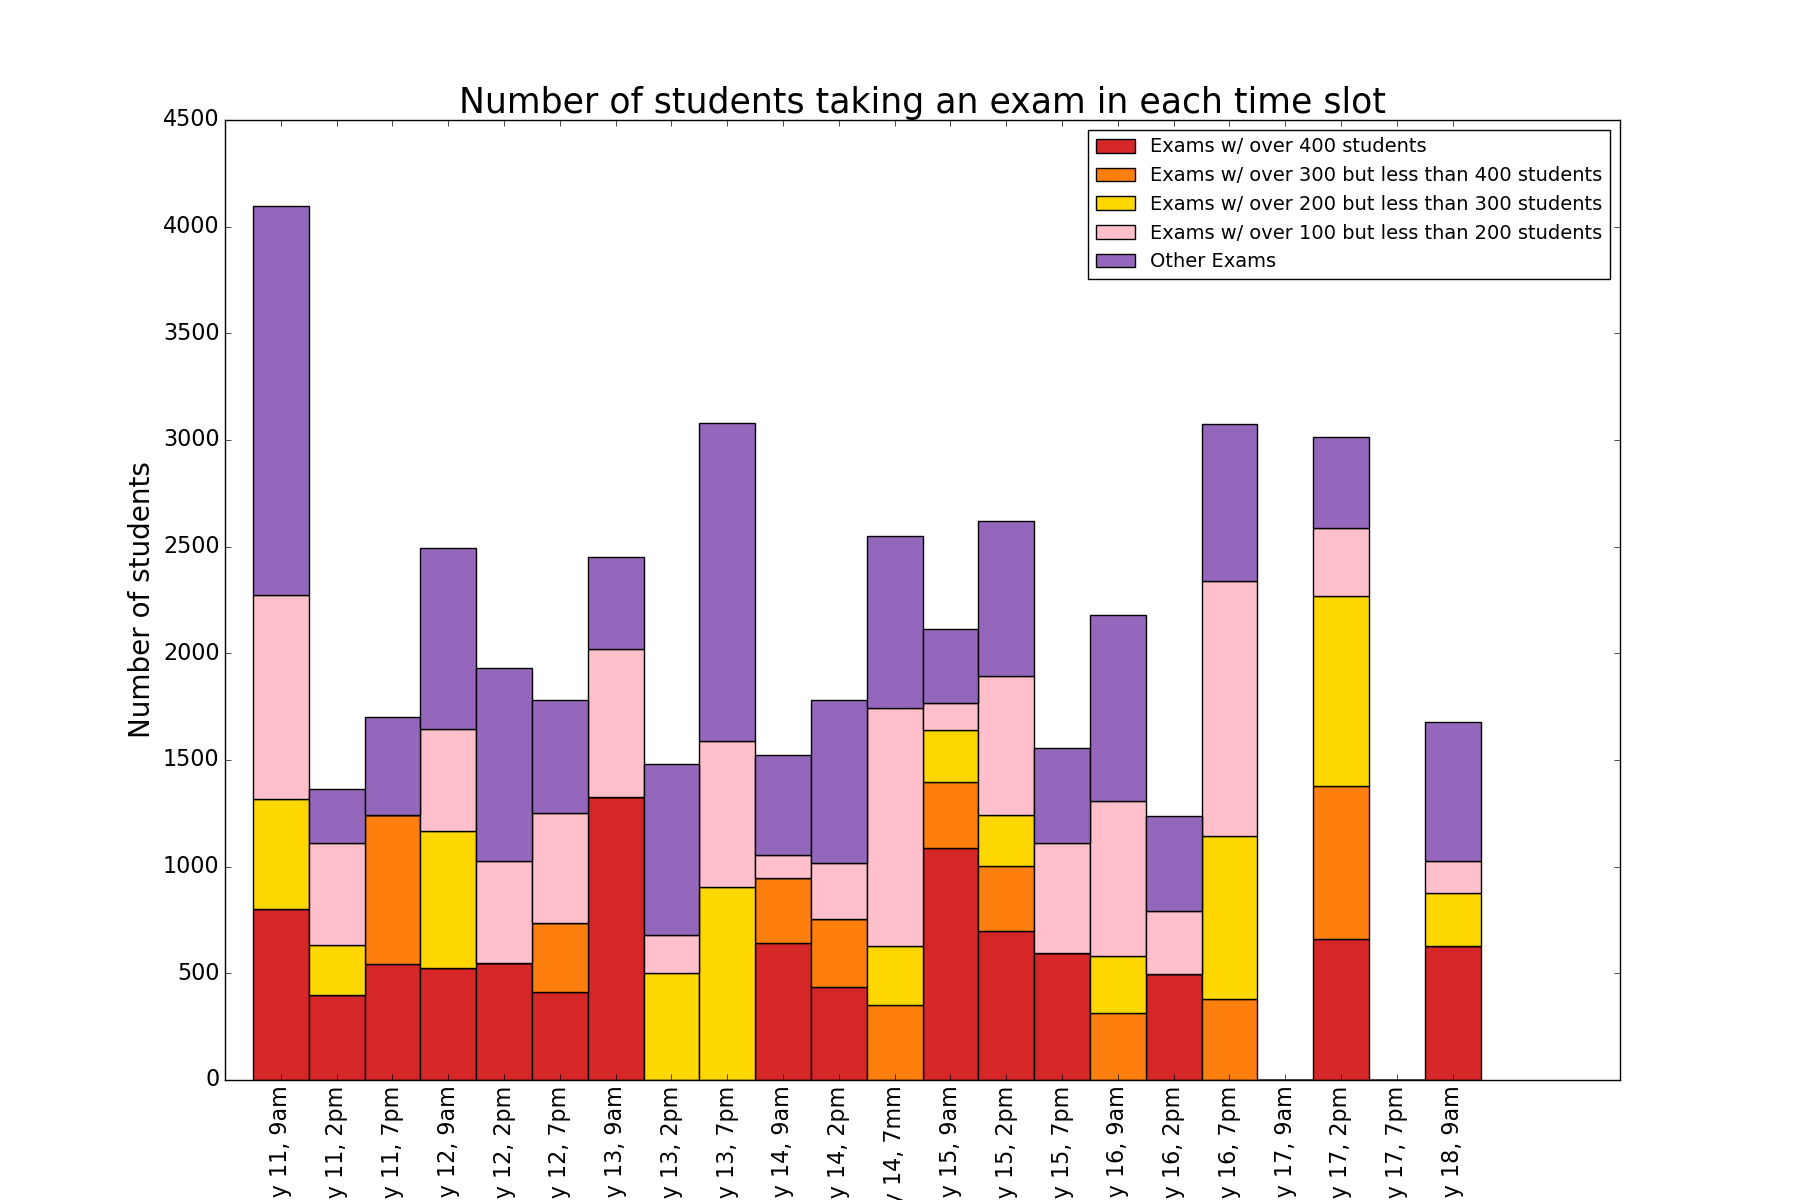 Number of students taking an exam in each time slot
Exams w/ over 400 students
Exams w/ over 300 but less than 400 students
Exams w/ over 200 but less than 300 students
Exams w/ over 100 but less than 200 students
Other Exams
Number of students
4500
4000
3500
3000
2500
2000
1500
1000
500
0
y 11, 9am
y 11, 2pm
y 11, 7pm
y 12, 9am
y 12, 2pm
y 12, 7pm
y 13, 9am
y 13, 2pm
y 13, 7pm
y 14, 9am
y 14, 2pm
y 14, 7mm
y 15, 9am
y 15, 2pm
y 15, 7pm
y 16, 9am
y 16, 2pm
y 16, 7pm
y 17, 9am
y 17, 2pm
y 17, 7pm
y 18, 9am